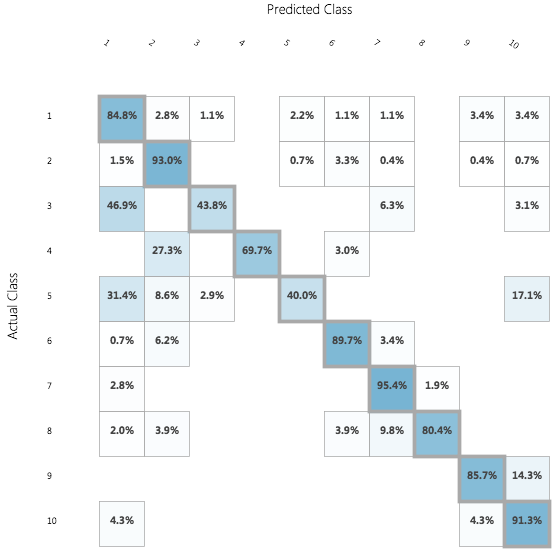 Predicted Class
1 2 3 4 5 6 7 8 9 10
Actual Class
1 84.8% 2.8% 1.1% 2.2% 1.1% 1.1% 3.4% 3.4%
2 1.5% 93.0% 0.7% 3.3% 0.4% 0.4% 0.7%
3 46.9% 43.8% 6.3% 3.1%
4 27.3% 69.7% 3.0%
5 31.4% 8.6% 2.9% 40.0% 17.1%
6 0.7% 6.2% 89.7% 3.4%
7 2.8% 95.4% 1.9%
8 2.0% 3.9% 3.9% 9.8% 80.4%
9 85.7% 14.3%
10 4.3% 4.3% 91.3%